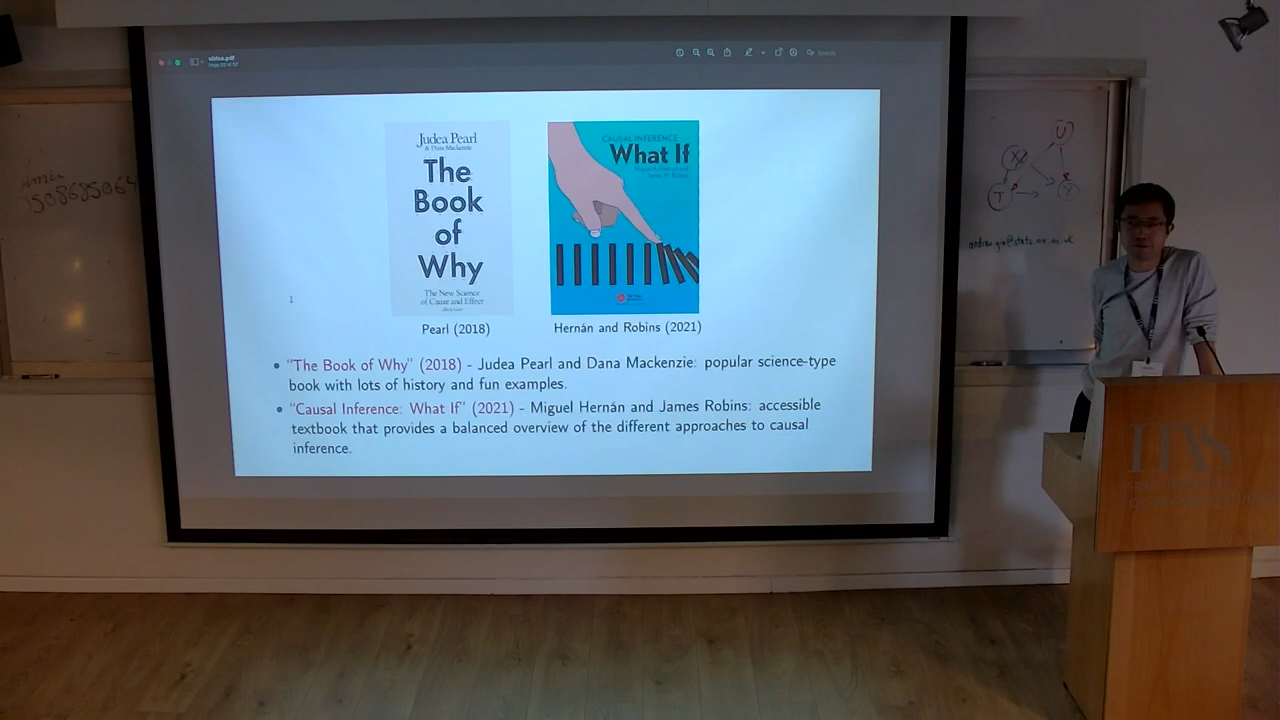 slides.pdf
Search
Judea Pearl
& Dana Mackenzie
The
Book
of
Why
The New Science
of Cause and Effect
CAUSAL INFERENCE
What If
Pearl (2018)
Hernán and Robins (2021)
"The Book of Why" (2018) - Judea Pearl and Dana Mackenzie: popular science-type
book with lots of history and fun examples.
"Causal Inference: What If" (2021) - Miguel Hernán and James Robins: accessible
textbook that provides a balanced overview of the different approaches to causal
inference.
U
X
T
Y